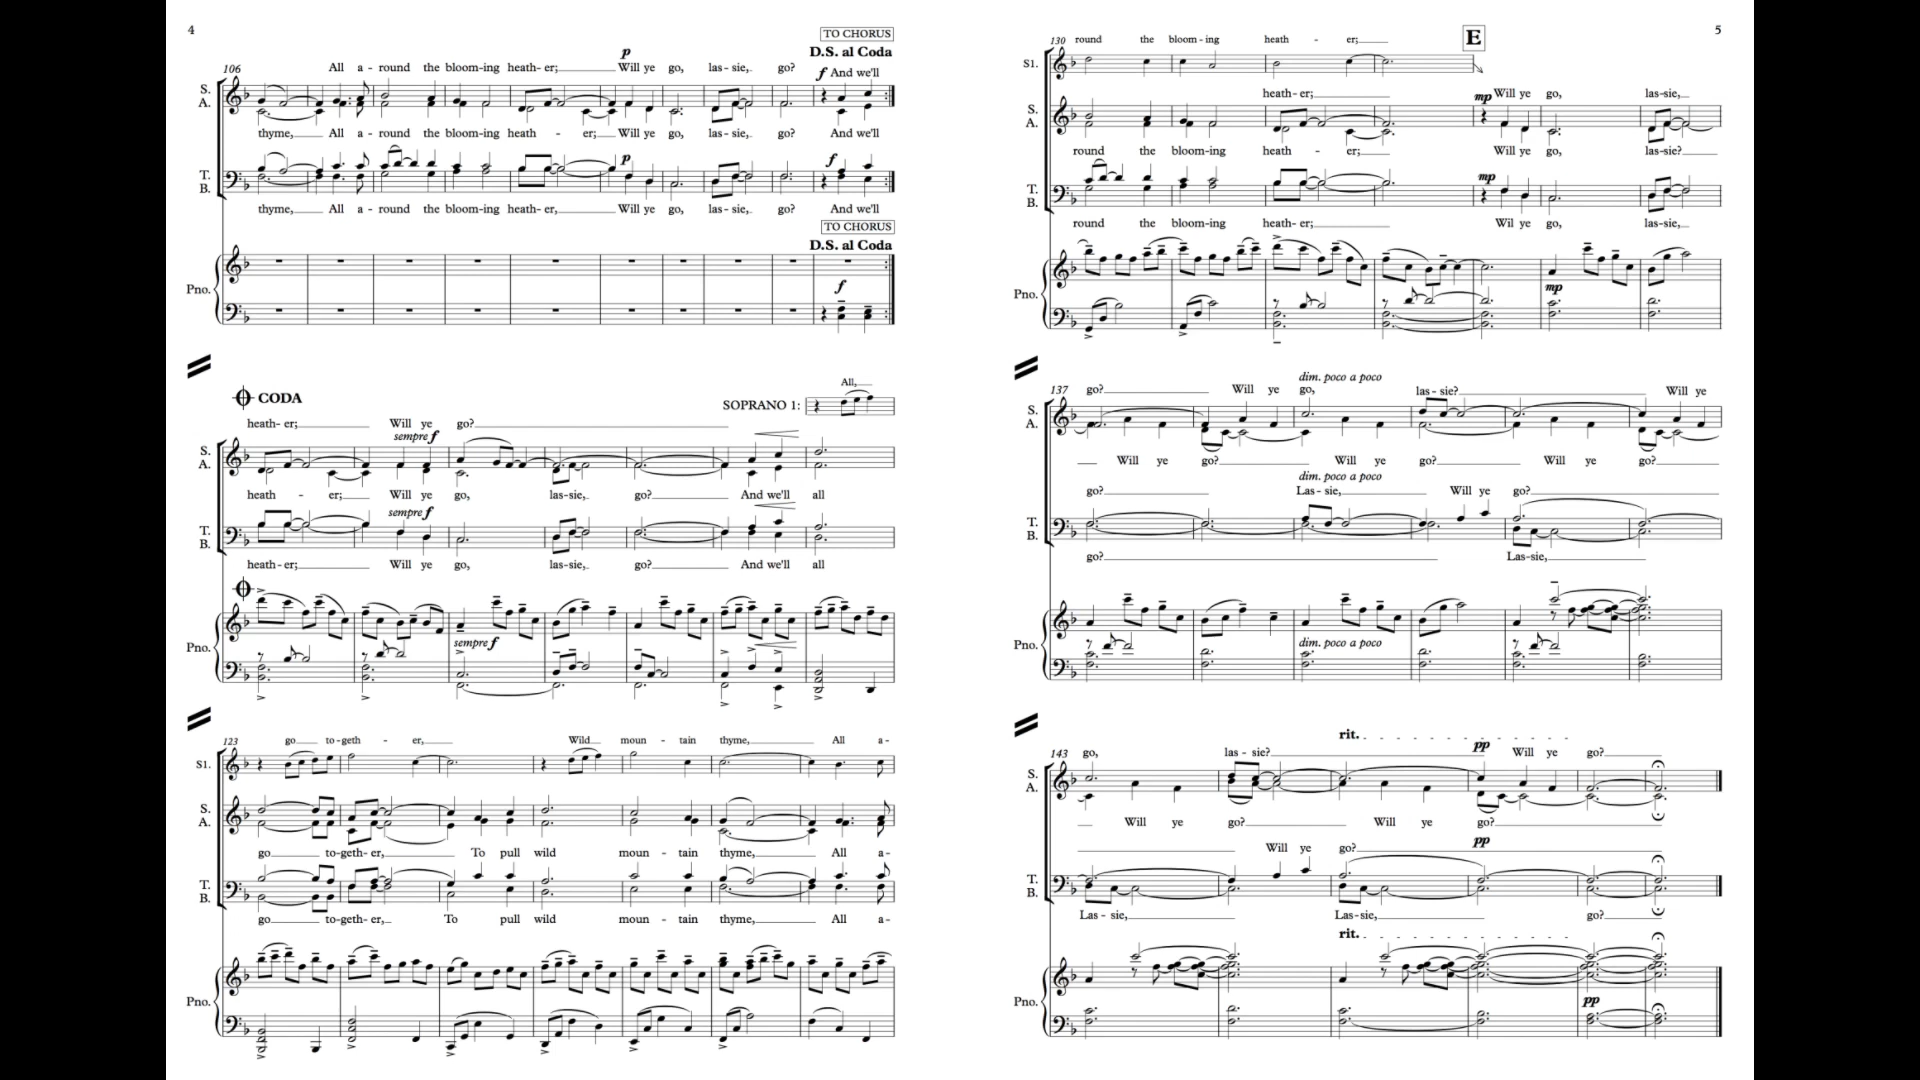 4
TO CHORUS
D.S. al Coda
106
All a - round the bloom-ing heath-er; Will ye go, las-sie, go? And we'll
p
f
S.
A.
thyme, All a - round the bloom-ing heath - er; Will ye go, las-sie, go? And we'll
p
f
T.
B.
thyme, All a - round the bloom-ing heath-er, Will ye go, las-sie, go? And we'll
TO CHORUS
D.S. al Coda
f
Pno.
CODA
SOPRANO 1:
All,
heath-er; Will ye go?
sempre f
S.
A.
heath - er; Will ye go, las-sie, go? And we'll all
sempre f
T.
B.
heath-er; Will ye go, las-sie, go? And we'll all
sempre f
Pno.
123
go to-geth - er, Wild moun - tain thyme, All a-
S1.
S.
A.
go to-geth-er, To pull wild moun - tain thyme, All a-
T.
B.
go to-geth-er, To pull wild moun - tain thyme, All a-
Pno.
5
130
round the bloom-ing heath - er;
E
S1.
heath-er; Will ye go, las-sie,
mp
S.
A.
round the bloom-ing heath - er; Will ye go, las-sie?
mp
T.
B.
round the bloom-ing heath-er; Wil ye go, las-sie,
mp
Pno.
137
dim. poco a poco
go? Will ye go, las-sie? Will ye
S.
A.
Will ye go? Will ye go? Will ye go?
dim. poco a poco
go? Las-sie, Will ye go?
T.
B.
go? Las-sie,
dim. poco a poco
Pno.
rit.
143
go, las-sie? Will ye go?
pp
S.
A.
Will ye go? Will ye go?
Will ye go?
pp
T.
B.
Las-sie, Las-sie, go?
rit.
pp
Pno.